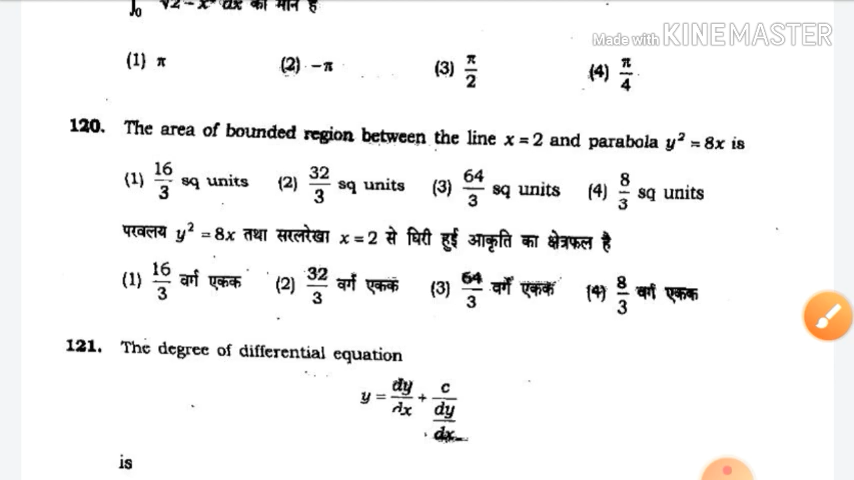 ∫₀ √2 – x² dx का मान है
Made with KINEMASTER
(1) π (2) –π (3) π/2 (4) π/4
120. The area of bounded region between the line x = 2 and parabola y² = 8x is
(1) 16/3 sq units (2) 32/3 sq units (3) 64/3 sq units (4) 8/3 sq units
परवलय y² = 8x तथा सरलरेखा x = 2 से घिरी हुई आकृति का क्षेत्रफल है
(1) 16/3 वर्ग एकक (2) 32/3 वर्ग एकक (3) 64/3 वर्ग एकक (4) 8/3 वर्ग एकक
121. The degree of differential equation
y = dy/dx + c/(dy/dx)
is